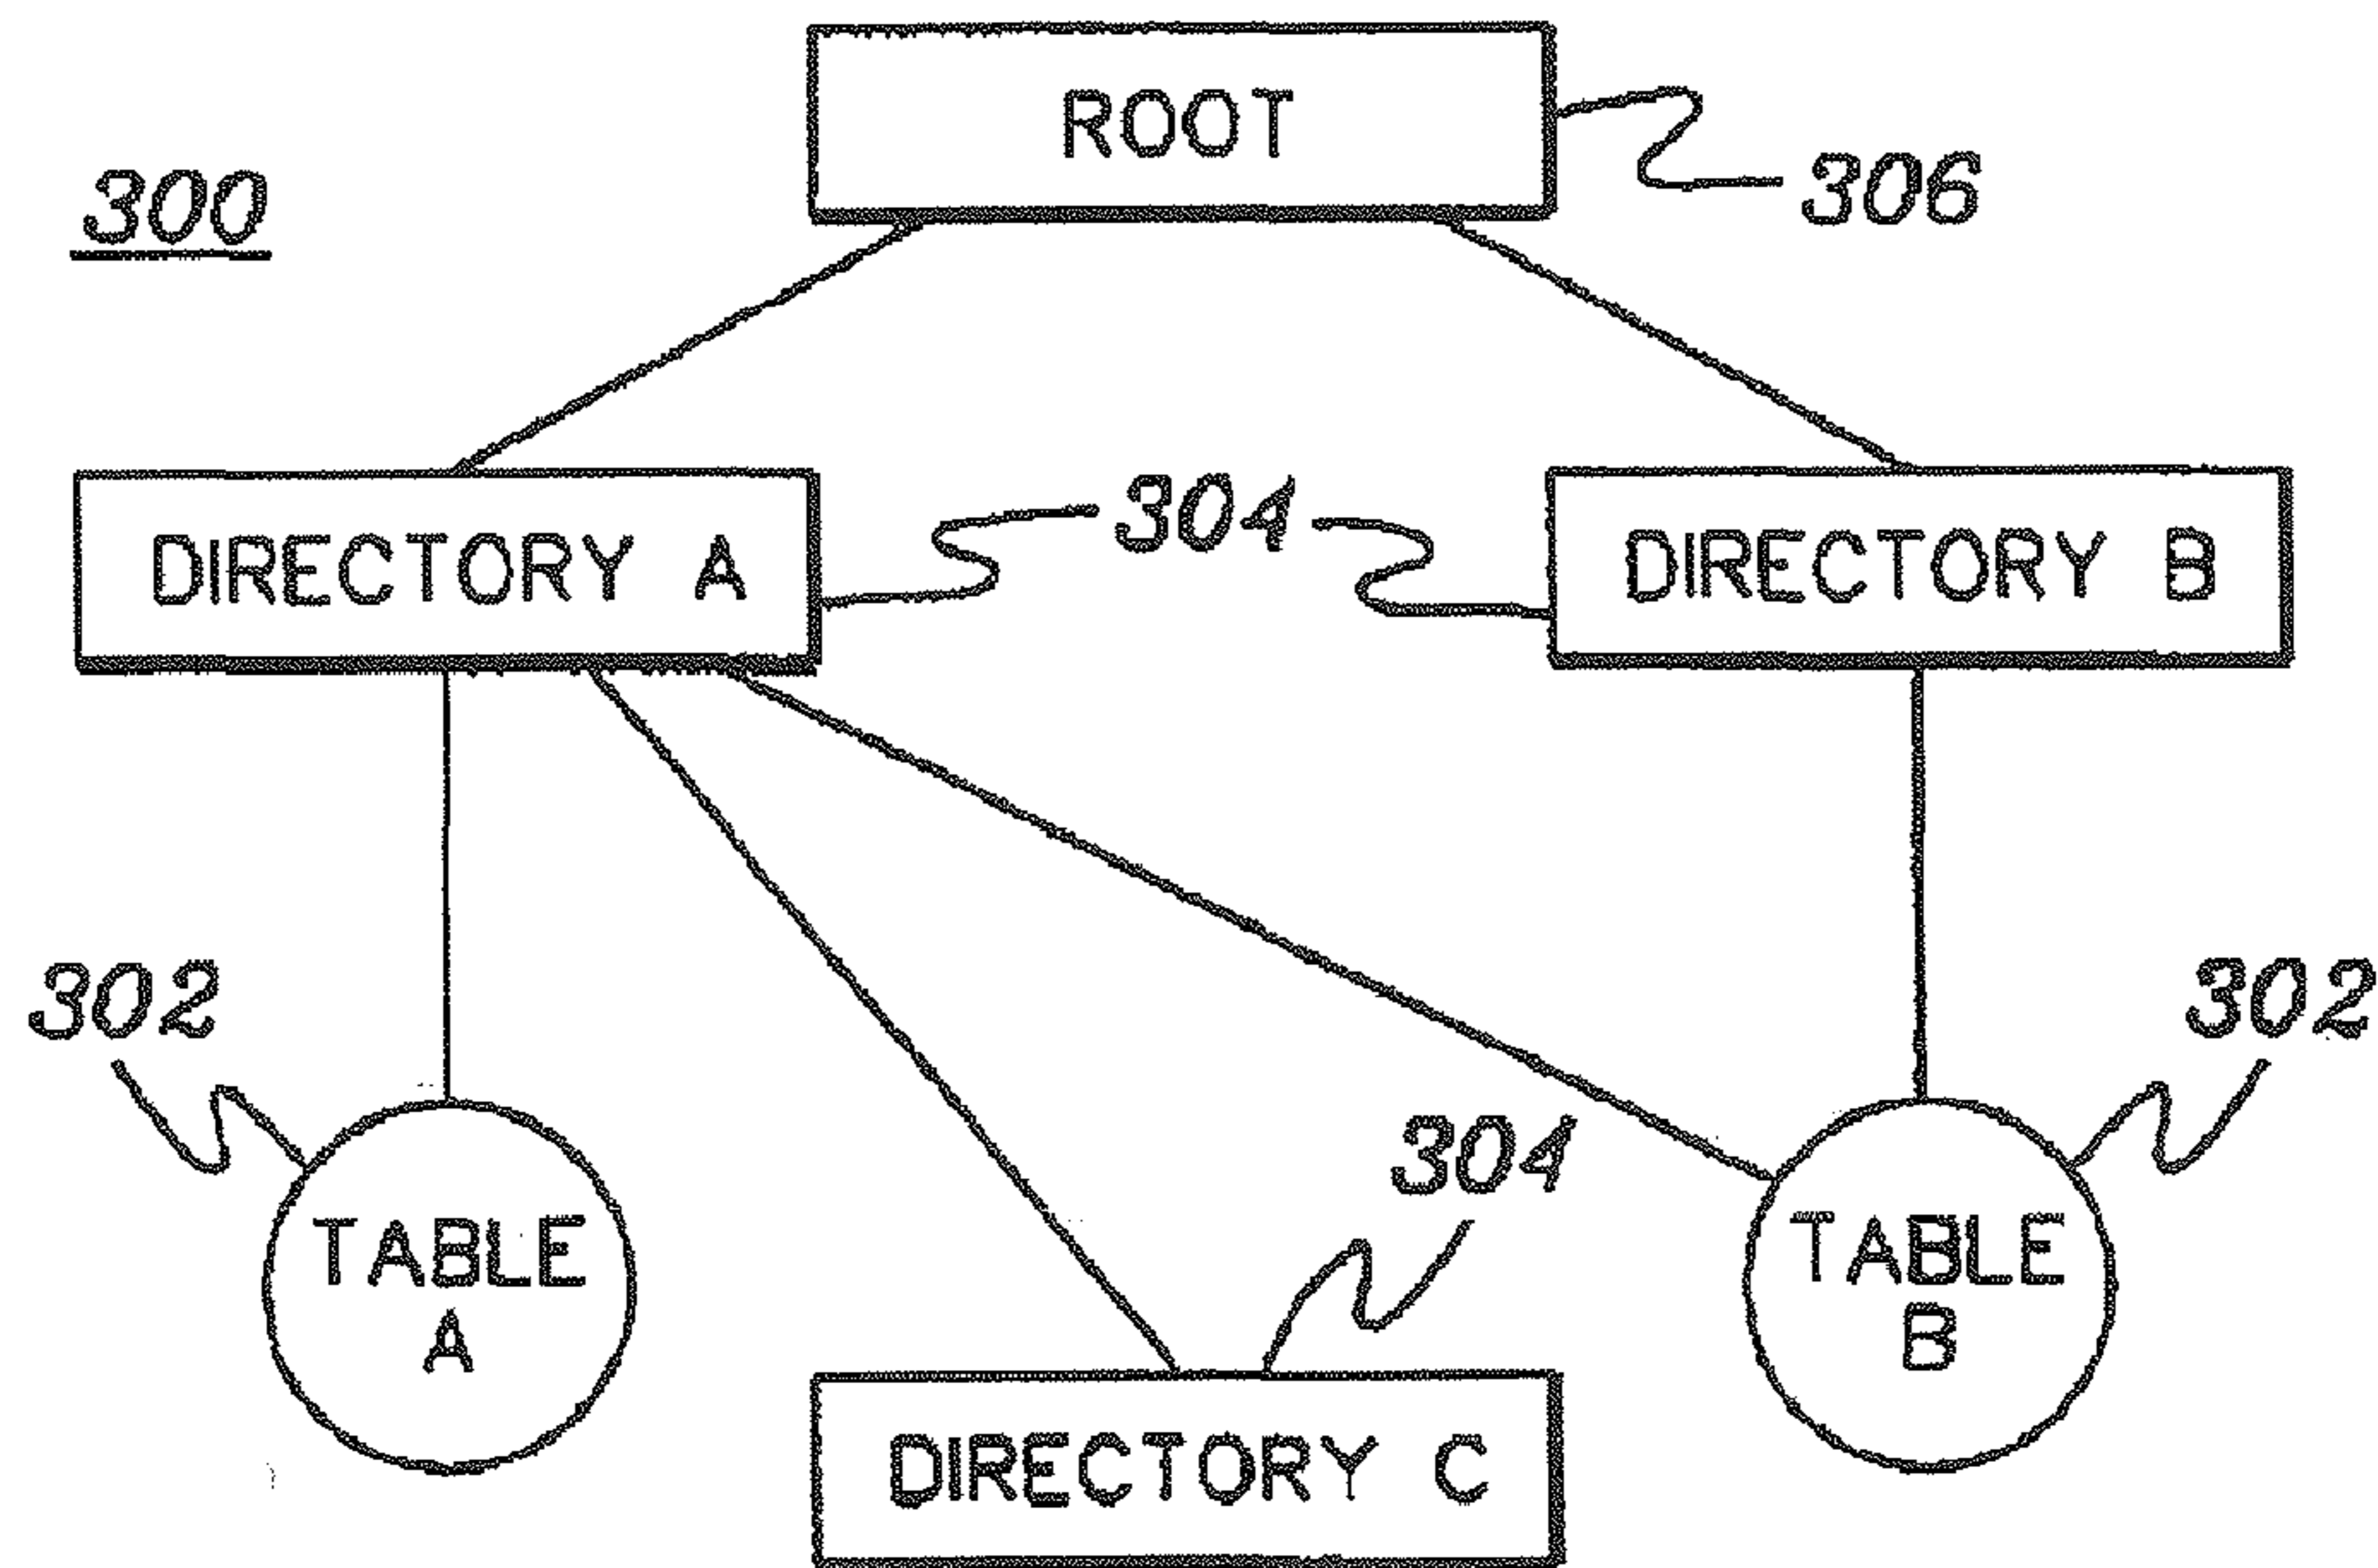 ROOT
300
306
DIRECTORY A
304
DIRECTORY B
302
302
304
TABLE
A
TABLE
B
DIRECTORY C